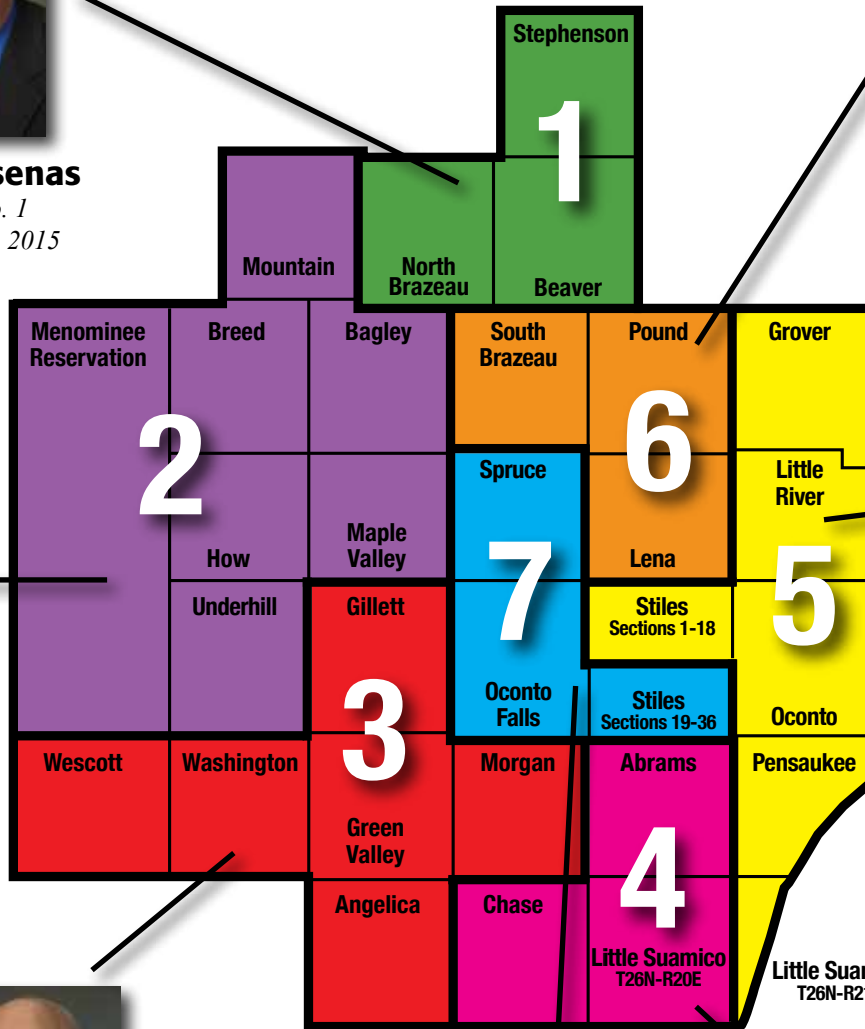 Stephenson
1
2015
Mountain
North
Brazeau
Beaver
Menominee
Reservation
Breed
Bagley
South
Brazeau
Pound
Grover
2
6
Spruce
Little
River
How
Maple
Valley
7
Lena
5
Underhill
Gillett
Stiles
Sections 1-18
3
Oconto
Falls
Stiles
Sections 19-36
Oconto
Wescott
Washington
Morgan
Abrams
Pensaukee
Green
Valley
4
Angelica
Chase
Little Suamico
T26N-R20E